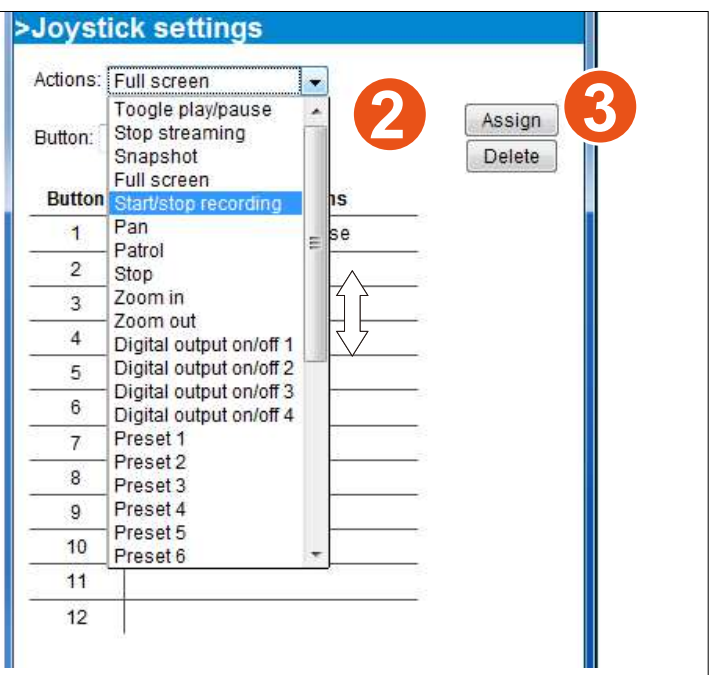 >Joystick settings
Actions: Full screen
2
3
Assign
Button:
Delete
Toogle play/pause
Stop streaming
Snapshot
Full screen
Start/stop recording
Pan
Patrol
Stop
Zoom in
Zoom out
Digital output on/off 1
Digital output on/off 2
Digital output on/off 3
Digital output on/off 4
Preset 1
Preset 2
Preset 3
Preset 4
Preset 5
Preset 6
Button ns
1 se
2
3
4
5
6
7
8
9
10
11
12